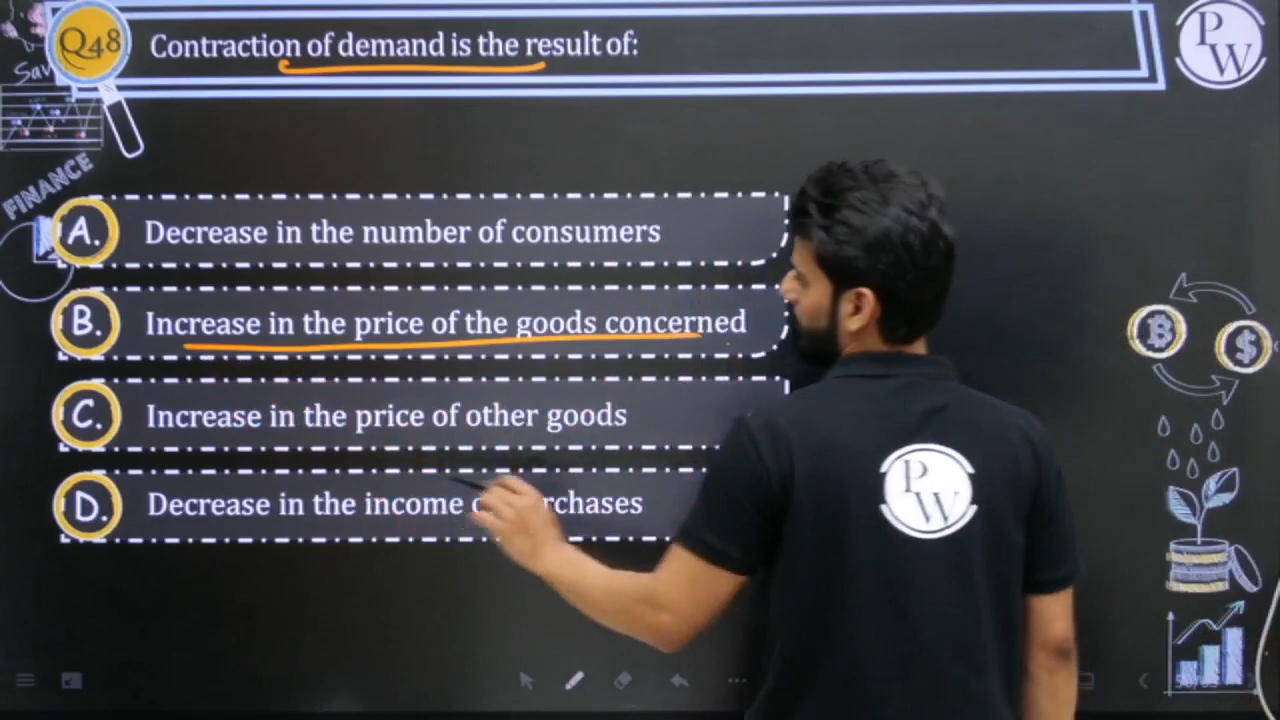 Q48
Contraction of demand is the result of:
P
W
Sav
FINANCE
A. Decrease in the number of consumers
B. Increase in the price of the goods concerned
C. Increase in the price of other goods
D. Decrease in the income rchases
P
W